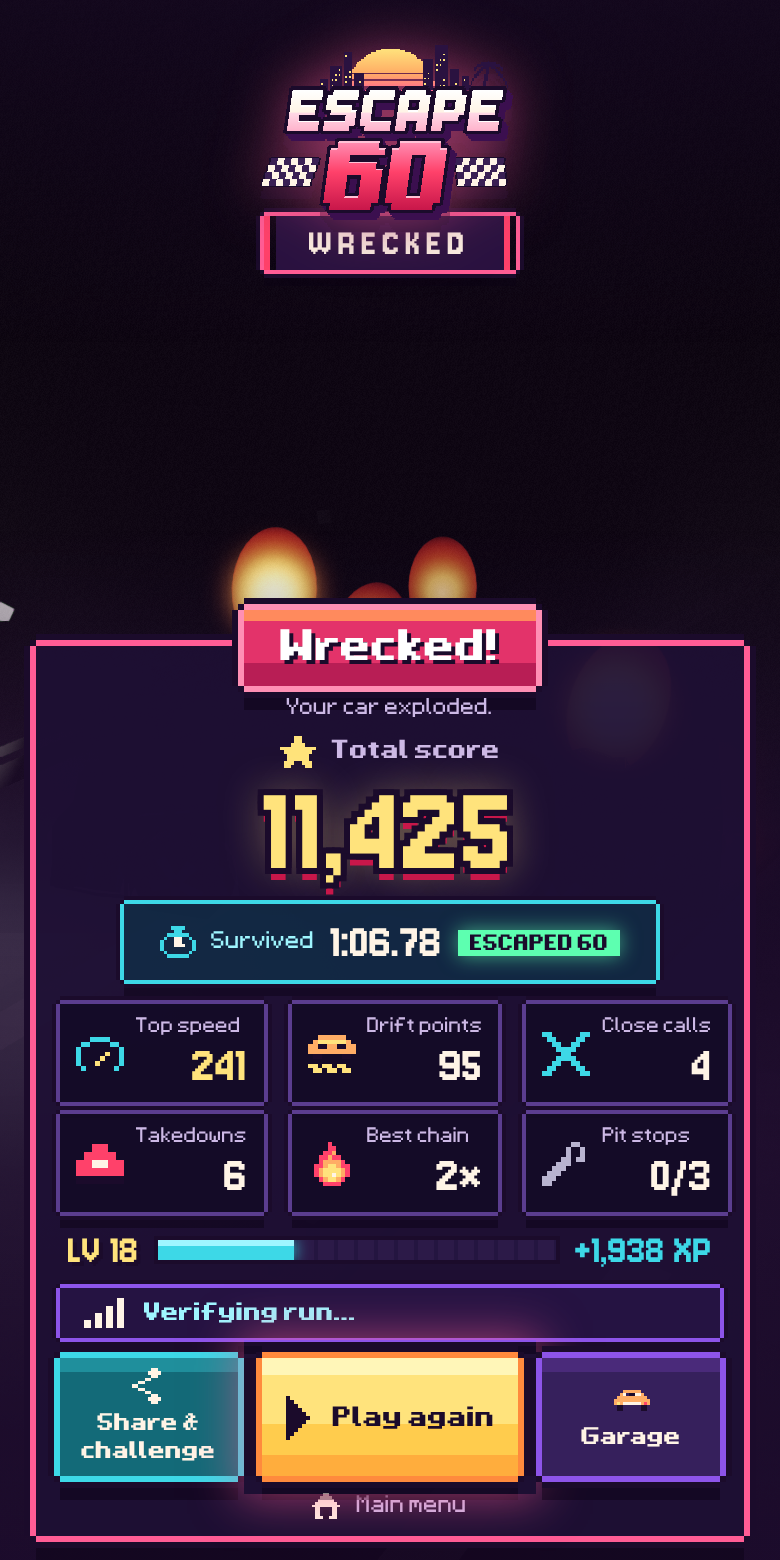 ESCAPE
60
WRECKED
Wrecked!
Your car exploded.
Total score
11,425
Survived 1:06.78 ESCAPED 60
Top speed
241
Drift points
95
Close calls
4
Takedowns
6
Best chain
2×
Pit stops
0/3
LV 18 +1,938 XP
Verifying run...
Share &
challenge
Play again
Garage
Main menu